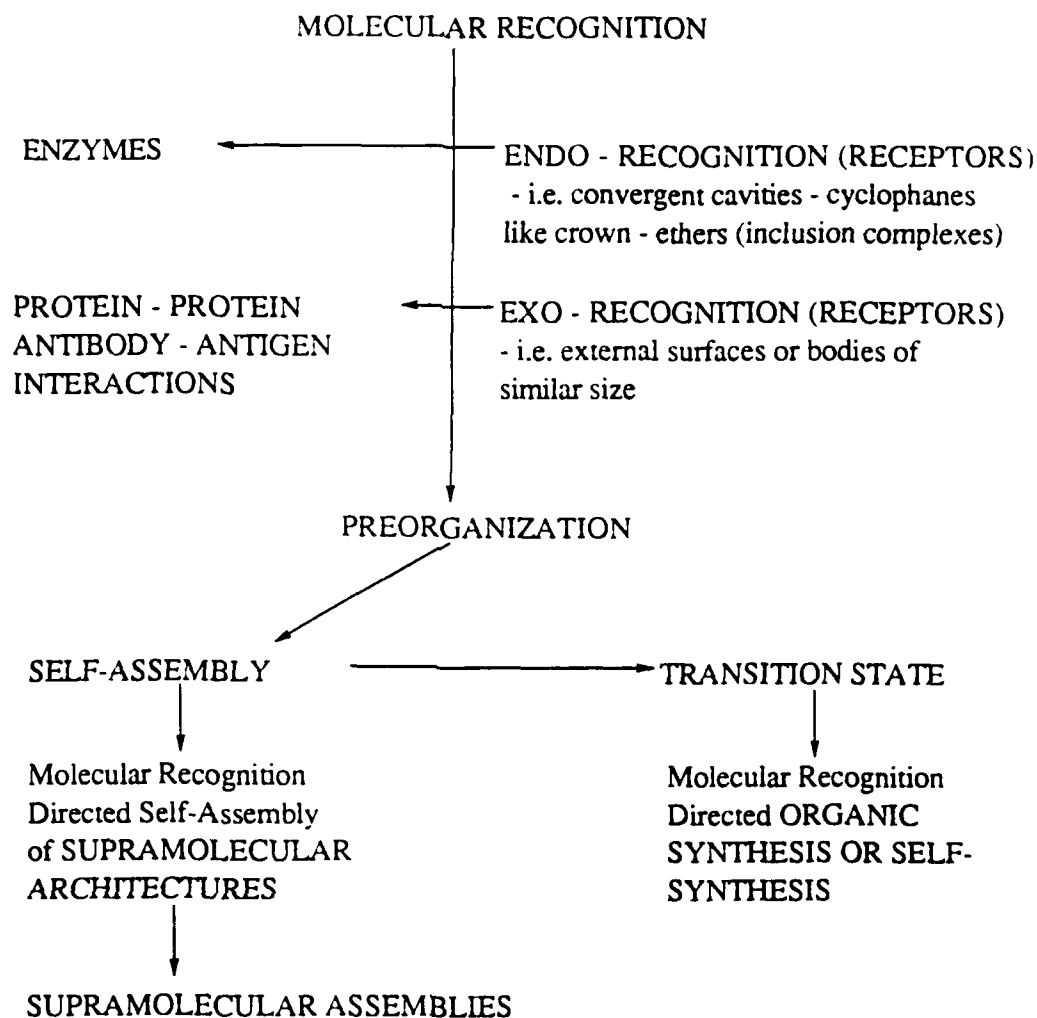 MOLECULAR RECOGNITION
ENZYMES
ENDO - RECOGNITION (RECEPTORS)
- i.e. convergent cavities - cyclophanes
like crown - ethers (inclusion complexes)
PROTEIN - PROTEIN
ANTIBODY - ANTIGEN
INTERACTIONS
EXO - RECOGNITION (RECEPTORS)
- i.e. external surfaces or bodies of
similar size
PREORGANIZATION
SELF-ASSEMBLY
TRANSITION STATE
Molecular Recognition
Directed Self-Assembly
of SUPRAMOLECULAR
ARCHITECTURES
Molecular Recognition
Directed ORGANIC
SYNTHESIS OR SELF-
SYNTHESIS
SUPRAMOLECULAR ASSEMBLIES